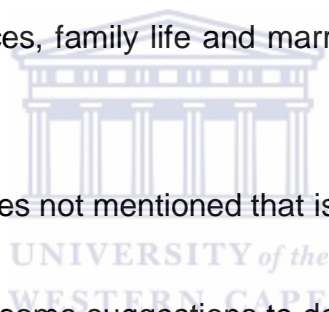 ces, family life and marr
es not mentioned that is
UNIVERSITY of the
some suggestions to de
WESTERN CAPE